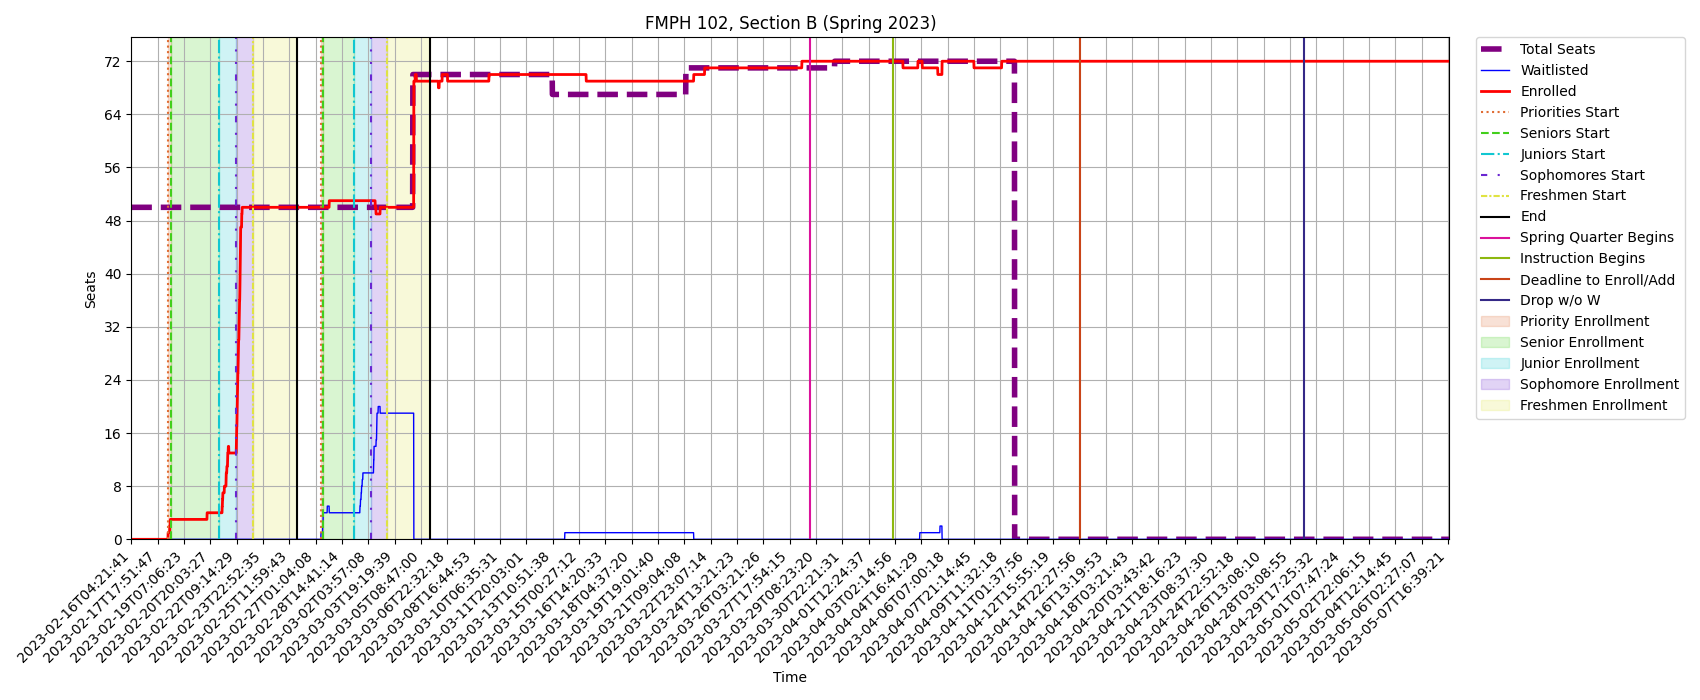 FMPH 102, Section B (Spring 2023)
Seats
72
64
56
48
40
32
24
16
8
0
2023-02-16T04:21:41
2023-02-17T17:51:47
2023-02-19T07:06:23
2023-02-20T20:03:27
2023-02-22T09:14:29
2023-02-23T22:52:35
2023-02-25T11:59:43
2023-02-27T01:04:08
2023-02-28T14:41:14
2023-03-02T03:57:08
2023-03-03T19:19:39
2023-03-05T08:47:00
2023-03-06T22:32:18
2023-03-08T16:44:53
2023-03-10T06:35:31
2023-03-11T20:03:01
2023-03-13T10:51:38
2023-03-15T00:27:12
2023-03-16T14:20:33
2023-03-18T04:37:20
2023-03-19T19:01:40
2023-03-21T09:04:08
2023-03-22T23:07:14
2023-03-24T13:21:23
2023-03-26T03:21:26
2023-03-27T17:54:15
2023-03-29T08:23:20
2023-03-30T22:21:31
2023-04-01T12:24:37
2023-04-03T02:14:56
2023-04-04T16:41:29
2023-04-06T07:00:18
2023-04-07T21:14:45
2023-04-09T11:32:18
2023-04-11T01:37:56
2023-04-12T15:55:19
2023-04-14T22:27:56
2023-04-16T13:19:53
2023-04-18T03:21:43
2023-04-20T03:43:42
2023-04-21T18:16:23
2023-04-23T08:37:30
2023-04-24T22:52:18
2023-04-26T13:08:10
2023-04-28T03:08:55
2023-04-29T17:25:32
2023-05-01T07:47:24
2023-05-02T22:06:15
2023-05-04T12:14:45
2023-05-06T02:27:07
2023-05-07T16:39:21
Time
Total Seats
Waitlisted
Enrolled
Priorities Start
Seniors Start
Juniors Start
Sophomores Start
Freshmen Start
End
Spring Quarter Begins
Instruction Begins
Deadline to Enroll/Add
Drop w/o W
Priority Enrollment
Senior Enrollment
Junior Enrollment
Sophomore Enrollment
Freshmen Enrollment